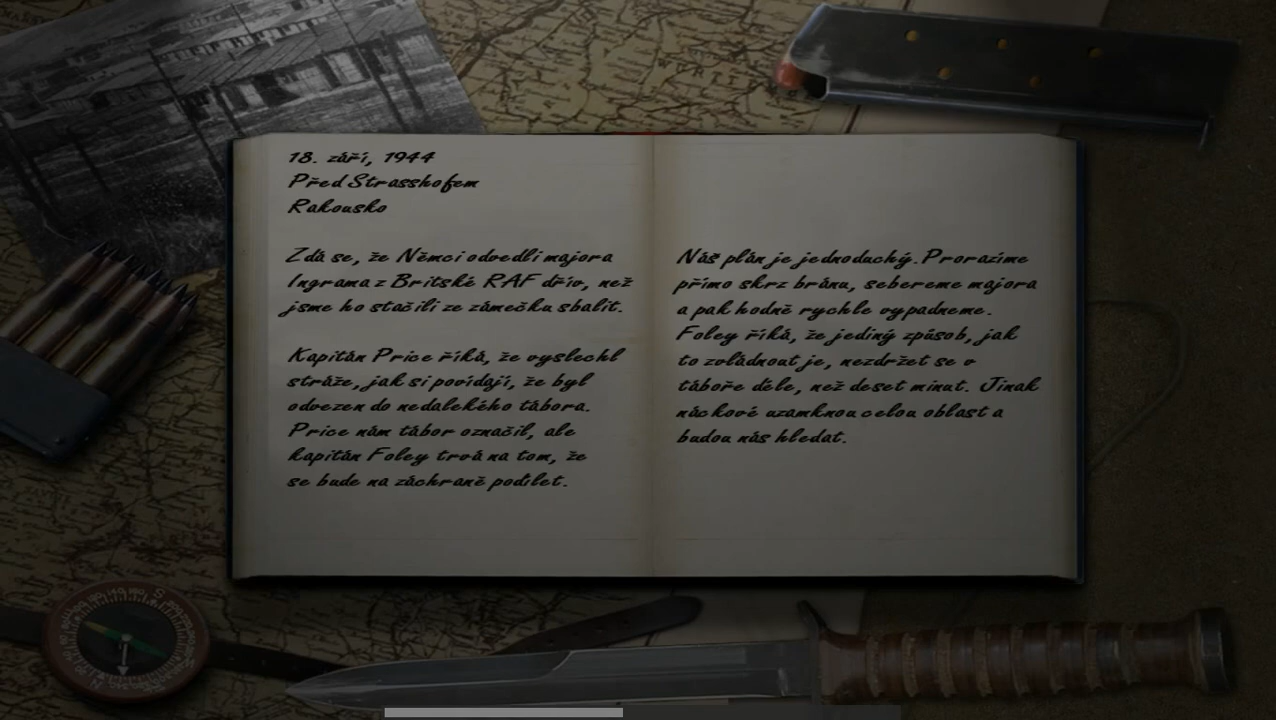 18. září, 1944
Před Strasshofem
Rakousko
Zdá se, že Němci odvedli majora
Ingrama z Britské RAF dřív, než
jsme ho stačili ze zámečku sbalit.
Kapitán Price říká, že vyslechl
stráže, jak si povídají, že byl
odvezen do nedalekého tábora.
Price nám tábor označil, ale
kapitán Foley trvá na tom, že
se bude na záchraně podílet.
Náš plán je jednoduchý. Prorazíme
přímo skrz bránu, sebereme majora
a pak hodně rychle vypadneme.
Foley říká, že jediný způsob, jak
to zvládnout je, nezdržet se v
táboře déle, než deset minut. Jinak
náckové uzamknou celou oblast a
budou nás hledat.